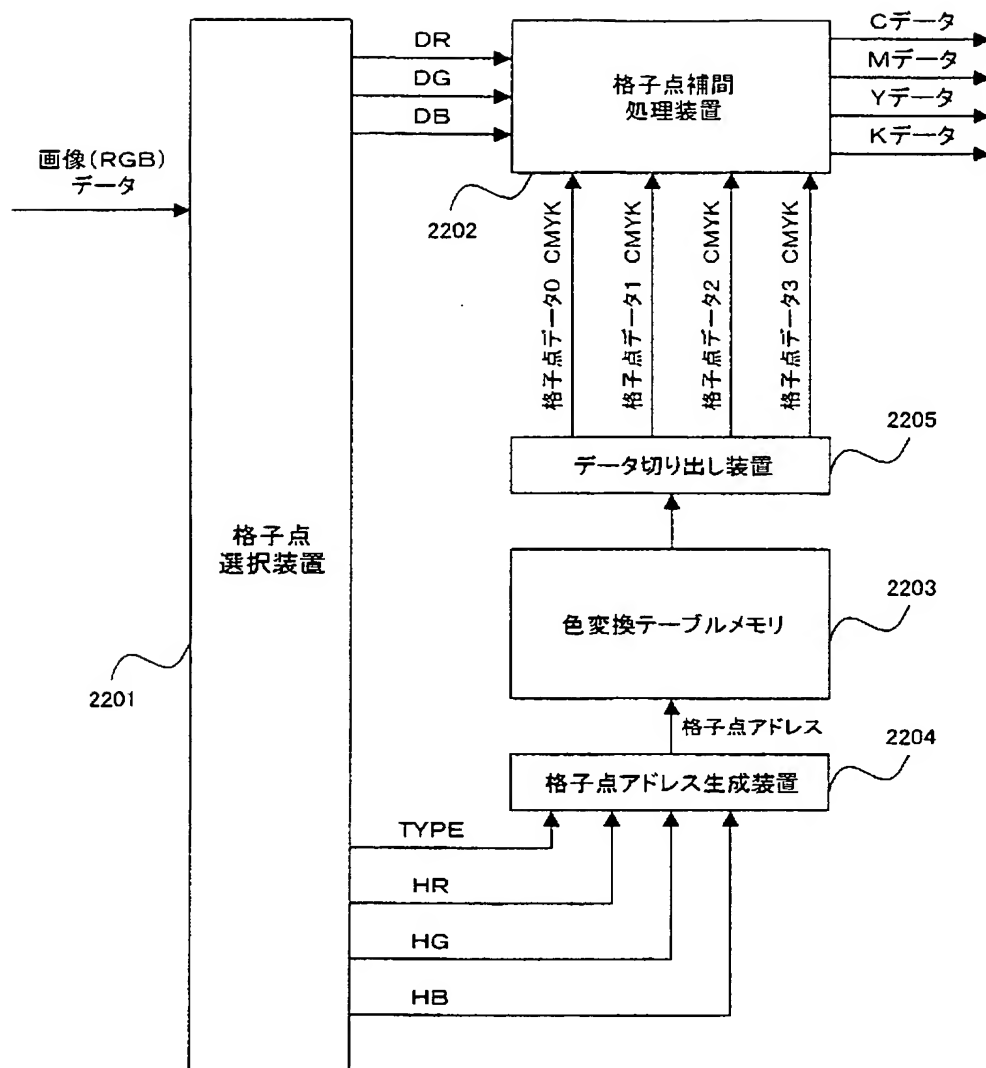 画像(RGB)
データ
2201
格子点
選択装置
DR
DG
DB
格子点補間
処理装置
2202
Cデータ
Mデータ
Yデータ
Kデータ
格子点データ0 CMYK
格子点データ1 CMYK
格子点データ2 CMYK
格子点データ3 CMYK
データ切り出し装置
2205
色変換テーブルメモリ
2203
格子点アドレス
格子点アドレス生成装置
2204
TYPE
HR
HG
HB